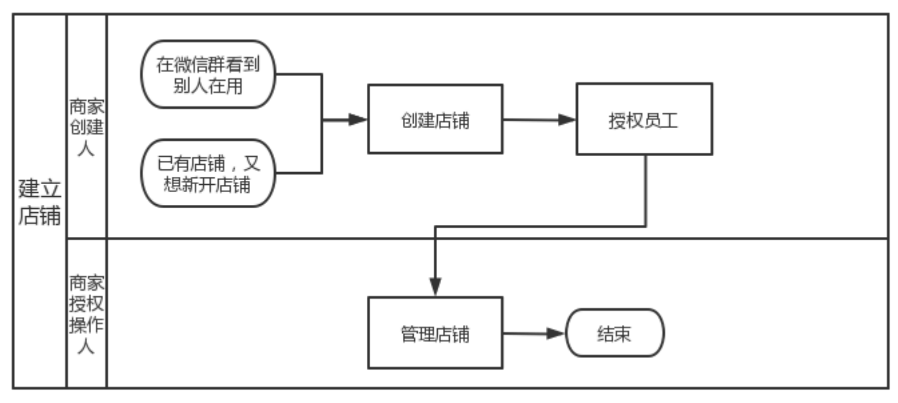 建立
店铺
商家
创建
人
在微信群看到
别人在用
已有店铺，又
想新开店铺
创建店铺
授权员工
商家
授权
操作
人
管理店铺
结束